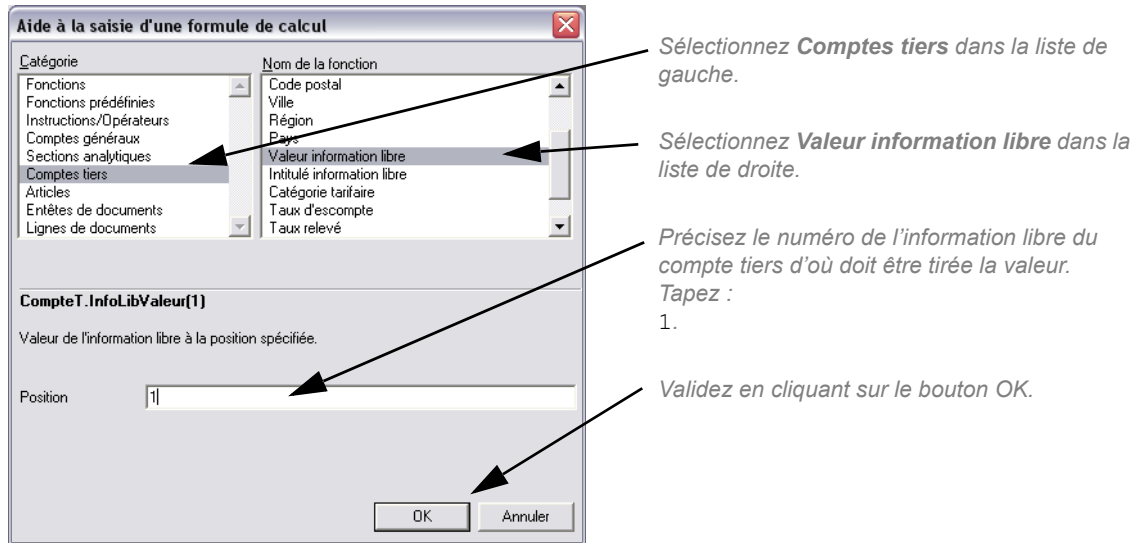 Aide à la saisie d'une formule de calcul
Catégorie
Nom de la fonction
Fonctions
Fonctions prédéfinies
Instructions/Opérateurs
Comptes généraux
Sections analytiques
Comptes tiers
Articles
Entêtes de documents
Lignes de documents
Code postal
Ville
Région
Pays
Valeur information libre
Intitulé information libre
Catégorie tarifaire
Taux d'escompte
Taux relevé
CompteT.InfoLibValeur(1)
Valeur de l'information libre à la position spécifiée.
Position
1
OK
Annuler
Sélectionnez Comptes tiers dans la liste de
gauche.
Sélectionnez Valeur information libre dans la
liste de droite.
Précisez le numéro de l’information libre du
compte tiers d’où doit être tirée la valeur.
Tapez :
1.
Validez en cliquant sur le bouton OK.